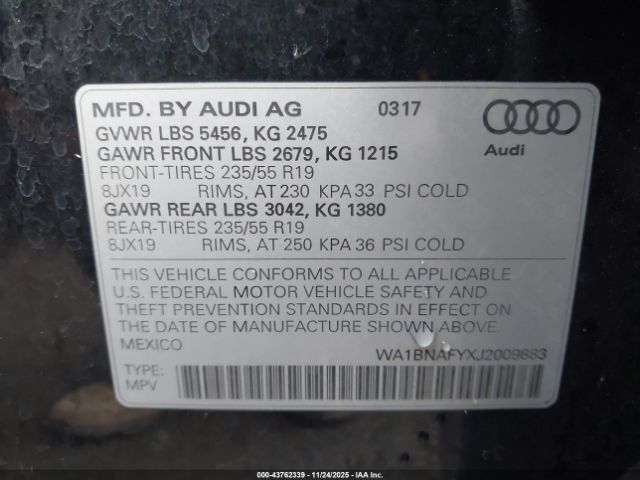 MFD. BY AUDI AG 0317
GVWR LBS 5456, KG 2475
GAWR FRONT LBS 2679, KG 1215
FRONT-TIRES 235/55 R19
8JX19 RIMS, AT 230 KPA 33 PSI COLD
GAWR REAR LBS 3042, KG 1380
REAR-TIRES 235/55 R19
8JX19 RIMS, AT 250 KPA 36 PSI COLD
Audi
THIS VEHICLE CONFORMS TO ALL APPLICABLE
U.S. FEDERAL MOTOR VEHICLE SAFETY AND
THEFT PREVENTION STANDARDS IN EFFECT ON
THE DATE OF MANUFACTURE SHOWN ABOVE.
MEXICO
WA1BNAFYXJ2009883
TYPE:
MPV
000-43762339 - 11/24/2025 - IAA Inc.